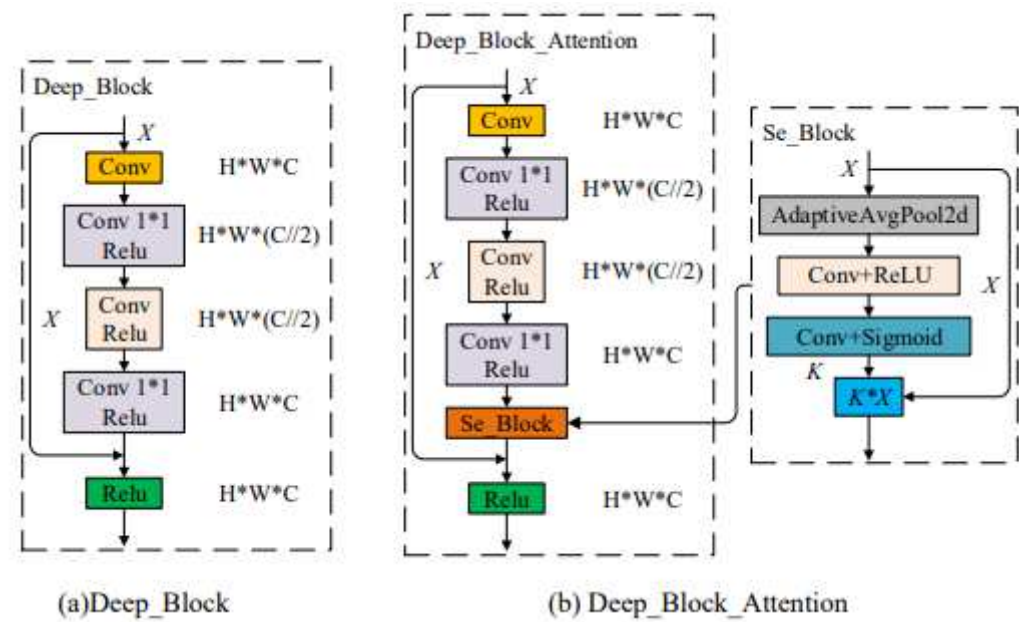 Deep_Block
X
Conv
H*W*C
Conv 1*1
Relu
H*W*(C//2)
X
Conv
Relu
H*W*(C//2)
Conv 1*1
Relu
H*W*C
Relu
H*W*C
(a)Deep_Block
Deep_Block_Attention
X
Conv
H*W*C
Conv 1*1
Relu
H*W*(C//2)
X
Conv
Relu
H*W*(C//2)
Conv 1*1
Relu
H*W*C
Se_Block
Relu
H*W*C
Se_Block
X
AdaptiveAvgPool2d
Conv+ReLU
X
Conv+Sigmoid
K
K*X
(b) Deep_Block_Attention